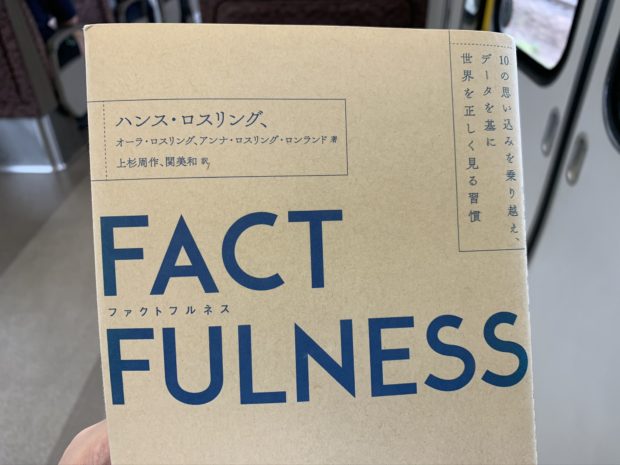 10の思い込みを乗り越え、
データを基に
世界を正しく見る習慣
ハンス・ロスリング、
オーラ・ロスリング、アンナ・ロスリング・ロンランド 著
上杉周作、関美和 訳
FACT
ファクトフルネス
FULNESS